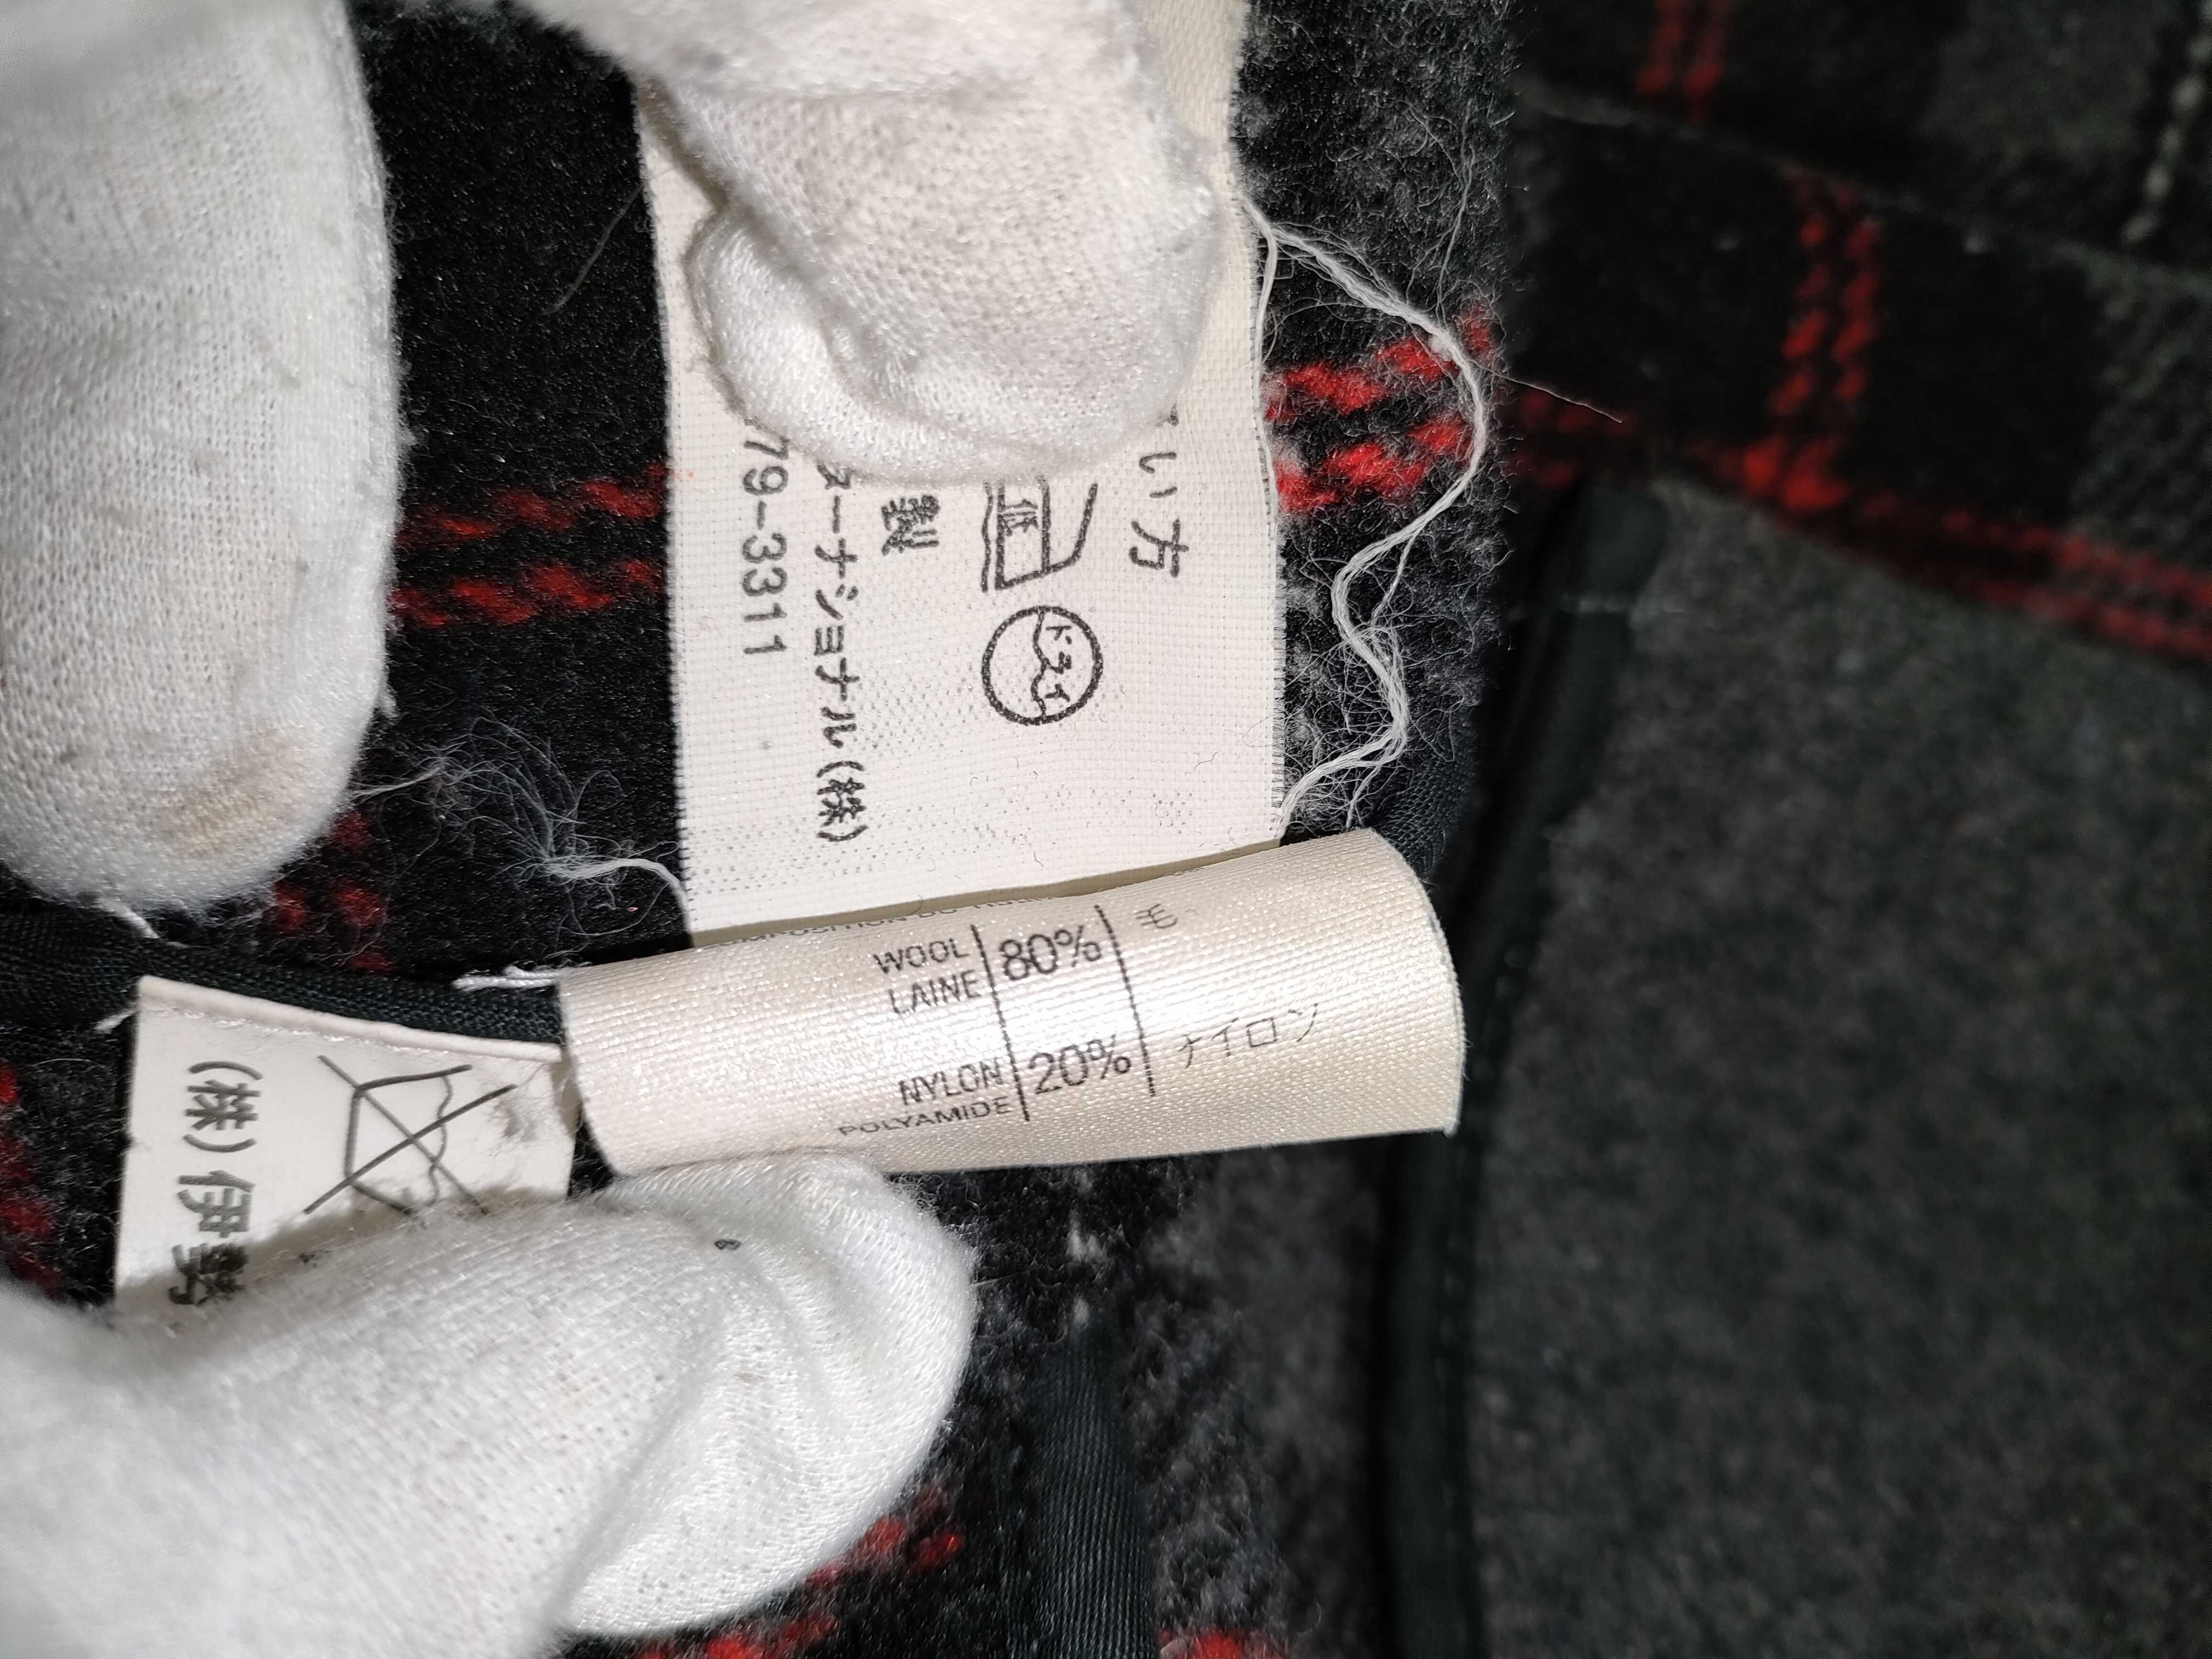 い方
ドライ
製
ターナショナル(株)
79-3311
WOOL 80% 毛
LAINE
NYLON 20% ナイロン
POLYAMIDE
(株)伊勢